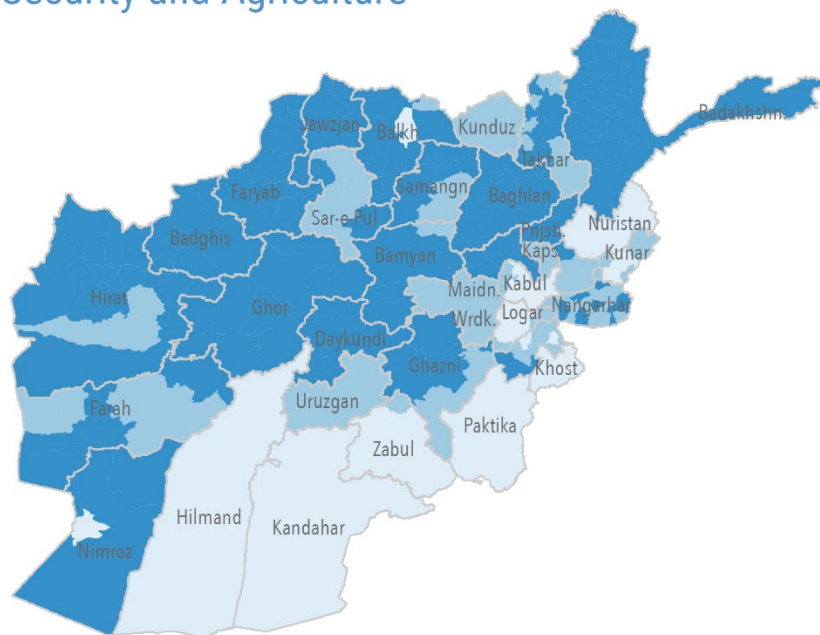 Security and Agriculture
Badakhshn.
Jawzjan
Balkh
Kunduz
Takhar
Faryab
Samangn.
Baghlan
Sar-e-Pul
Badghis
Pnjsh.
Nuristan
Kaps.
Kunar
Bamyan
Hirat
Maidn.
Wrdk.
Kabul
Nangarhar
Ghor
Logar
Daykundi
Ghazni
Khost
Uruzgan
Farah
Paktika
Zabul
Hilmand
Kandahar
Nimroz